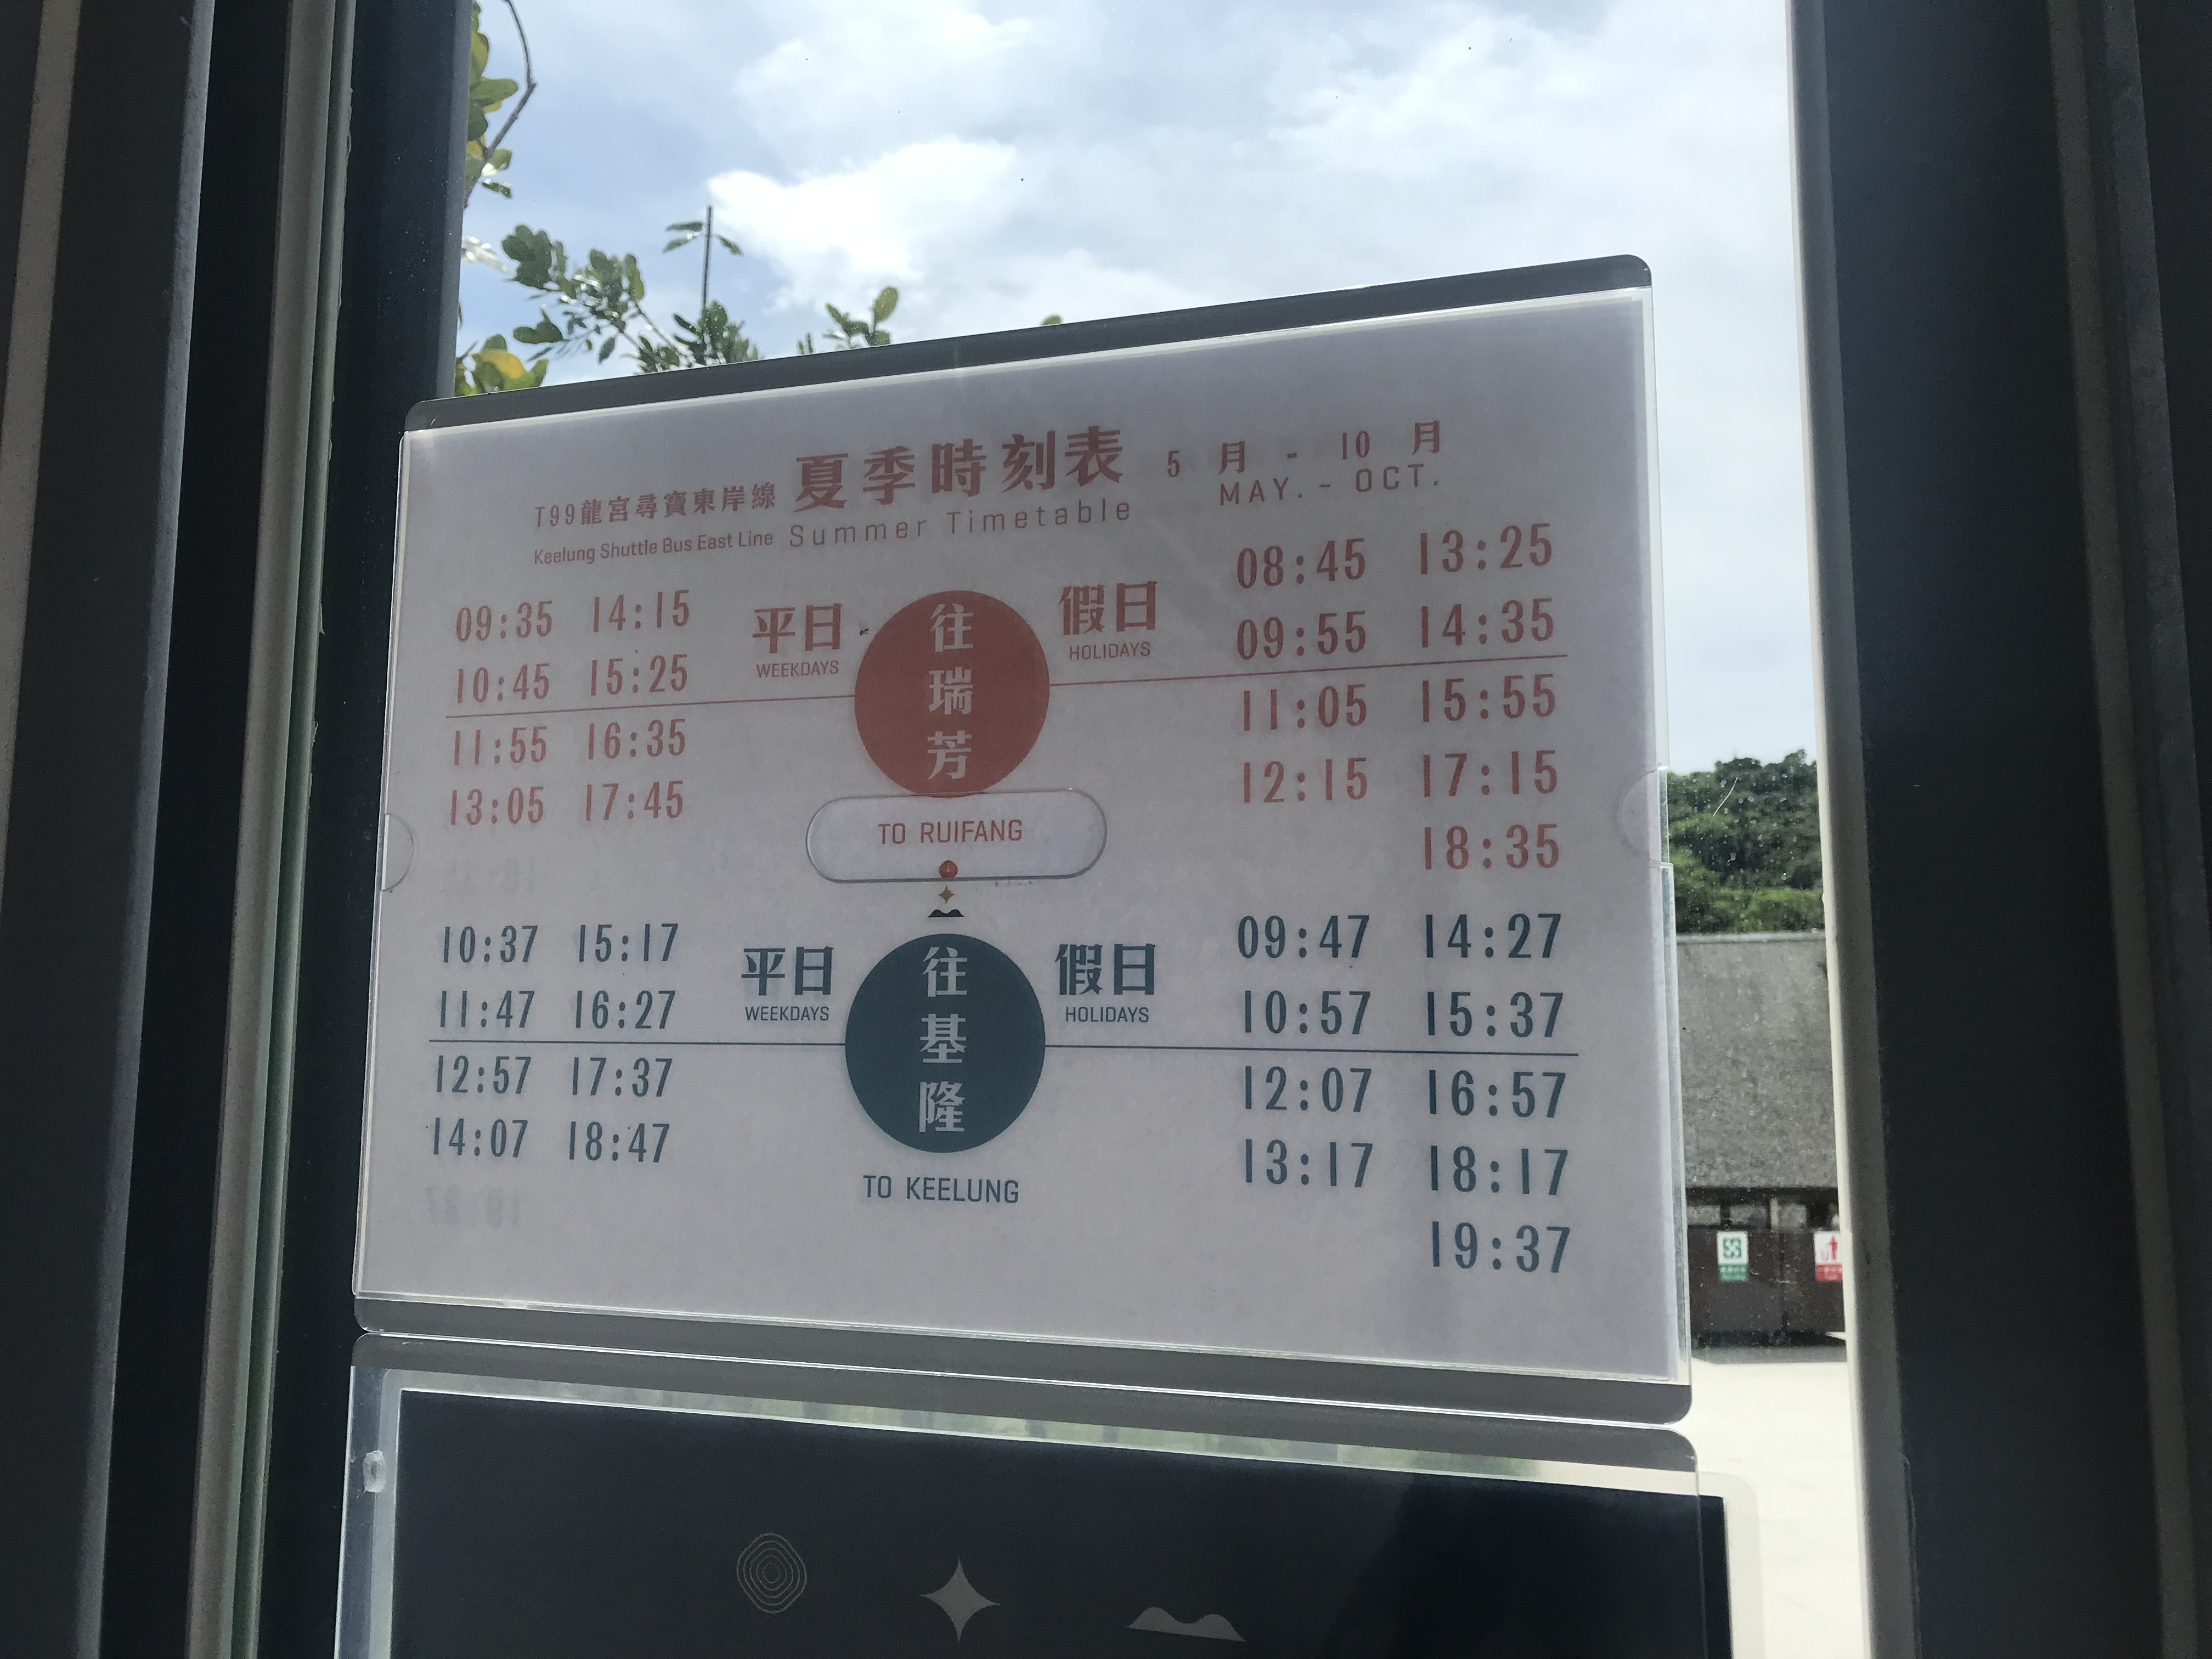 T99龍宮尋寶東岸線 夏季時刻表 5月-10月
Keelung Shuttle Bus East Line Summer Timetable MAY.-OCT.
平日
WEEKDAYS
09:35 14:15
10:45 15:25
11:55 16:35
13:05 17:45
往瑞芳
TO RUIFANG
假日
HOLIDAYS
08:45 13:25
09:55 14:35
11:05 15:55
12:15 17:15
18:35
平日
WEEKDAYS
10:37 15:17
11:47 16:27
12:57 17:37
14:07 18:47
往基隆
TO KEELUNG
假日
HOLIDAYS
09:47 14:27
10:57 15:37
12:07 16:57
13:17 18:17
19:37